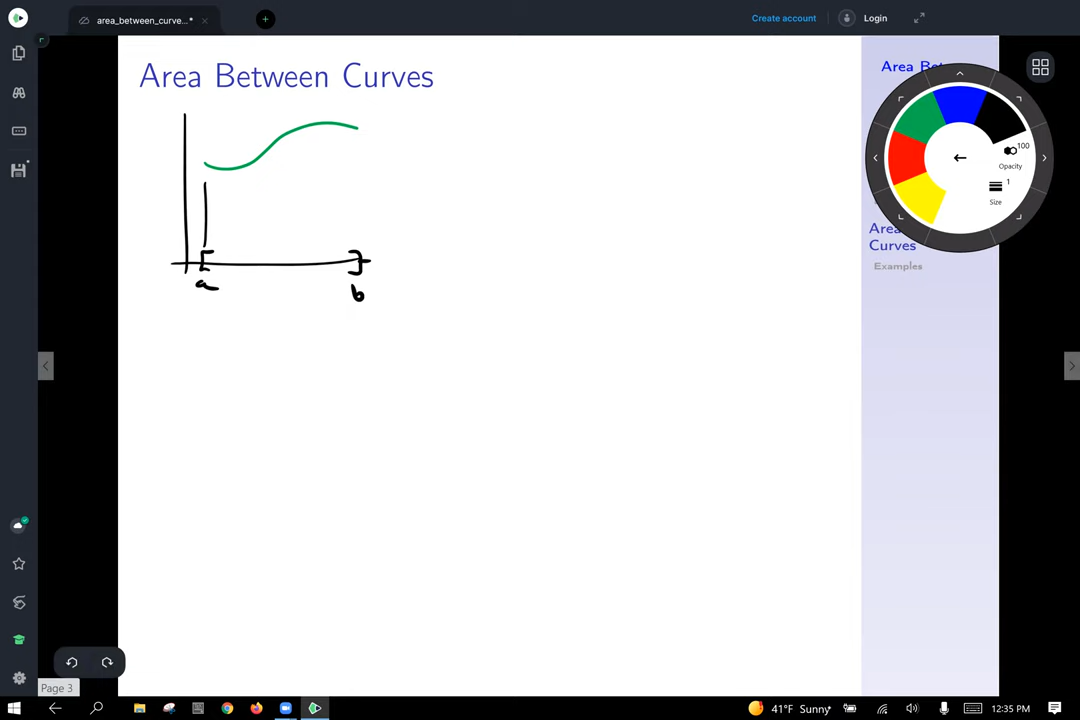 area_between_curve...*
Create account
Login
Area Between Curves
Area Be
100
Opacity
1
Size
Area
Curves
Examples
a
b
Page 3
41°F Sunny
12:35 PM